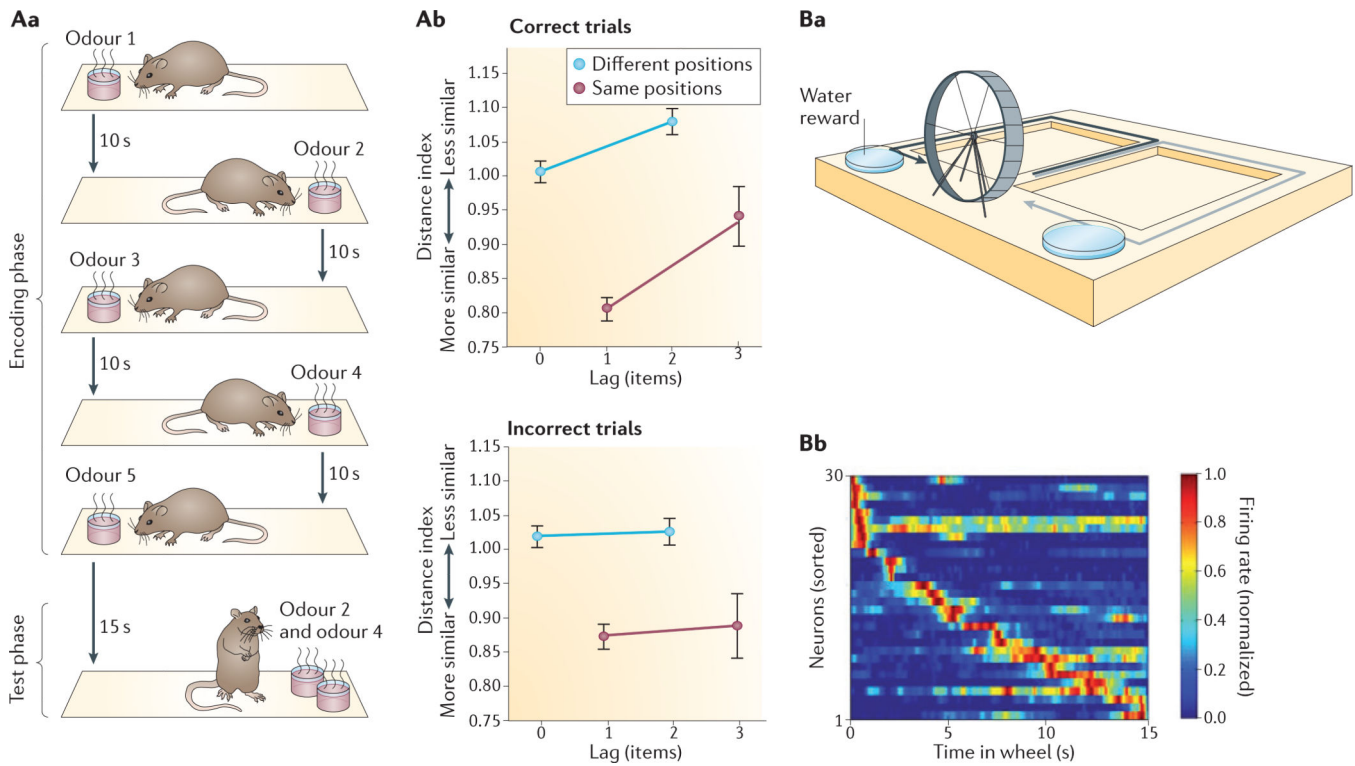 Aa
Odour 1
10 s
Odour 2
10 s
Odour 3
10 s
Odour 4
10 s
Odour 5
Encoding phase
15 s
Odour 2
and odour 4
Test phase
Ab
Correct trials
Different positions
Same positions
Distance index
More similar
Less similar
1.15
1.10
1.05
1.00
0.95
0.90
0.85
0.80
0.75
0
1
2
3
Lag (items)
Incorrect trials
Distance index
More similar
Less similar
1.15
1.10
1.05
1.00
0.95
0.90
0.85
0.80
0.75
0
1
2
3
Lag (items)
Ba
Water
reward
Bb
Neurons (sorted)
30
1
0
5
10
15
Time in wheel (s)
1.0
0.8
0.6
0.4
0.2
0.0
Firing rate (normalized)